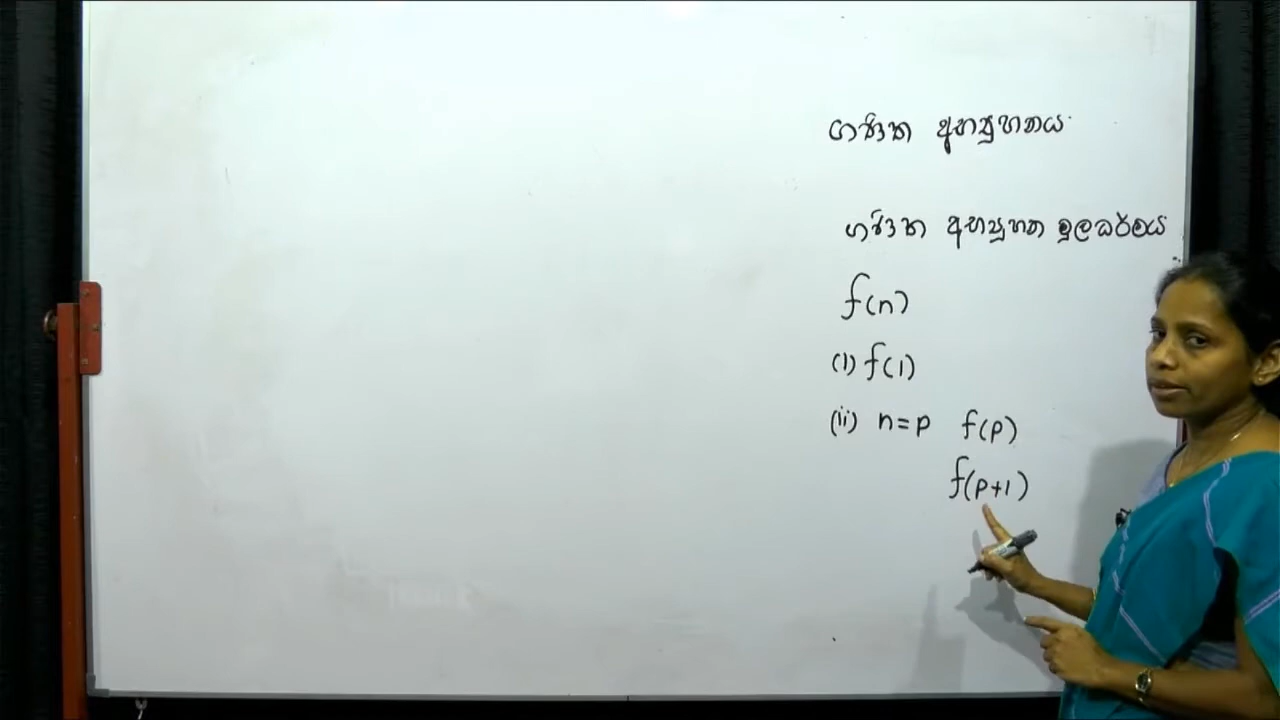 ගණිත අභ්‍යුහනය
ගණිත අභ්‍යුහන මූලධර්මය
f(n)
(i) f(1)
(ii) n=p f(p)
f(p+1)